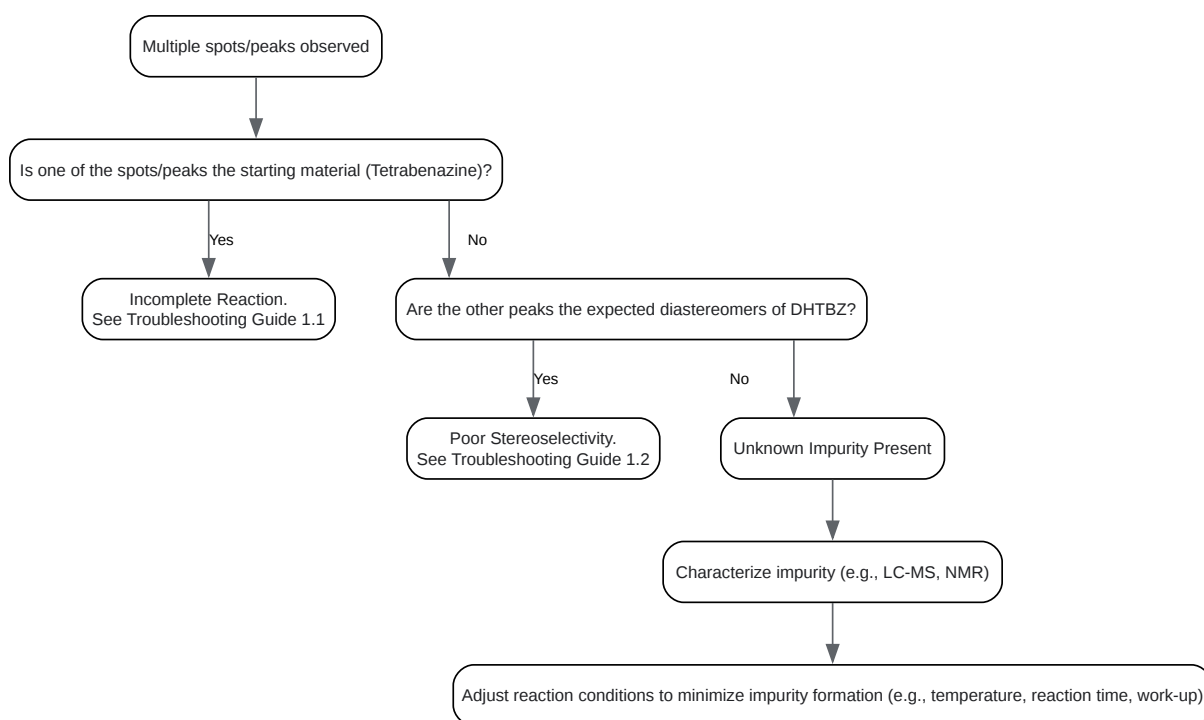 Multiple spots/peaks observed
Is one of the spots/peaks the starting material (Tetrabenazine)?
Yes
No
Incomplete Reaction.
See Troubleshooting Guide 1.1
Are the other peaks the expected diastereomers of DHTBZ?
Yes
No
Poor Stereoselectivity.
See Troubleshooting Guide 1.2
Unknown Impurity Present
Characterize impurity (e.g., LC-MS, NMR)
Adjust reaction conditions to minimize impurity formation (e.g., temperature, reaction time, work-up)